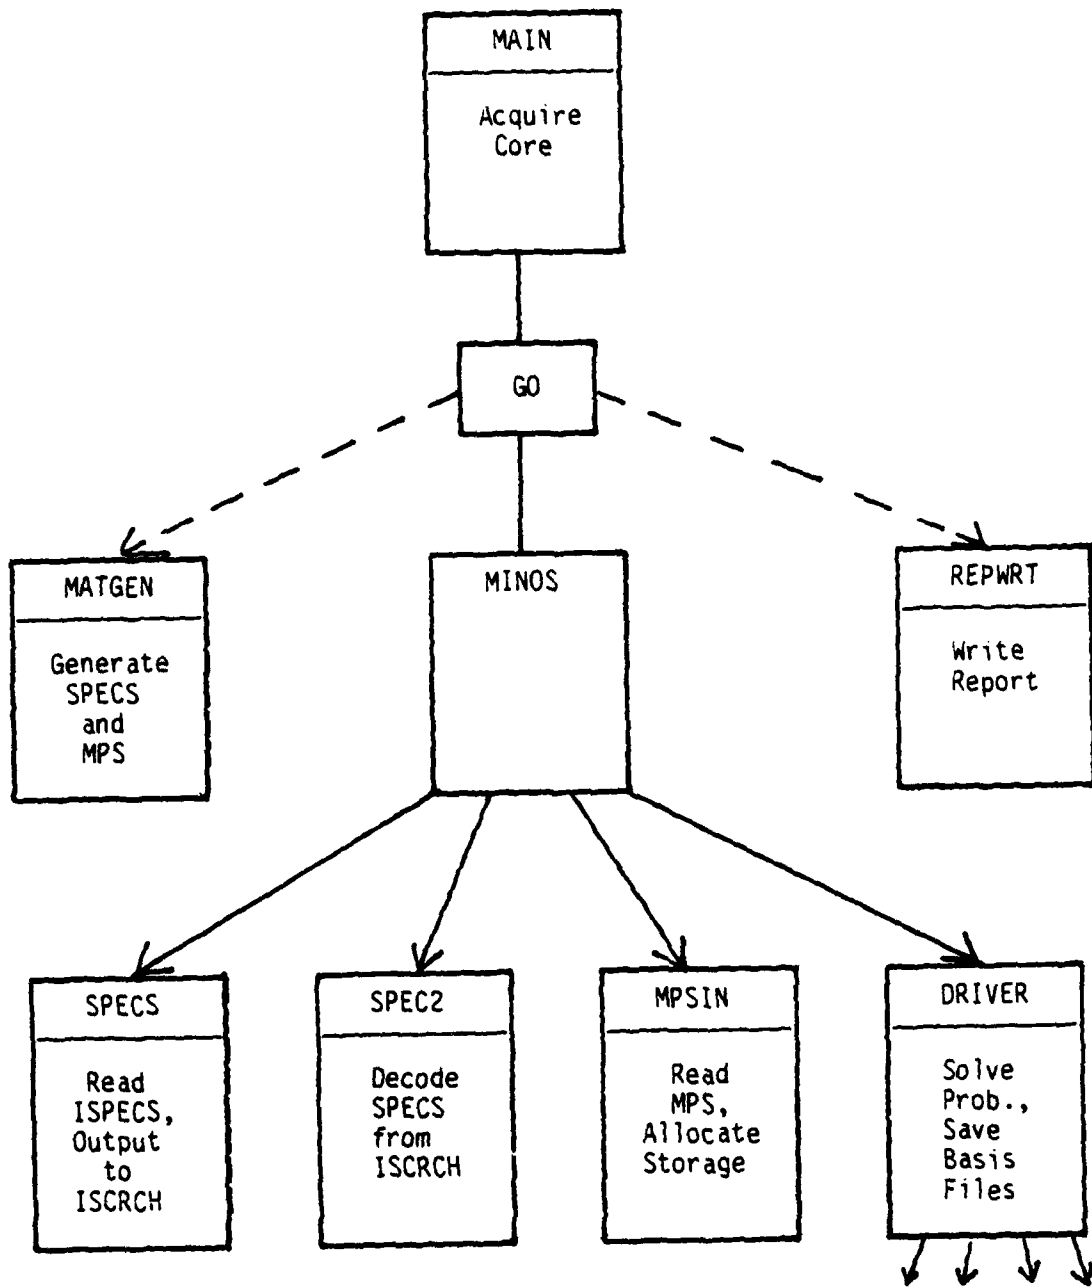 MAIN
Acquire
Core
GO
MATGEN
Generate
SPECS
and
MPS
MINOS
REPWRT
Write
Report
SPECS
Read
ISPECS,
Output
to
ISCRCH
SPEC2
Decode
SPECS
from
ISCRCH
MPSIN
Read
MPS,
Allocate
Storage
DRIVER
Solve
Prob.,
Save
Basis
Files